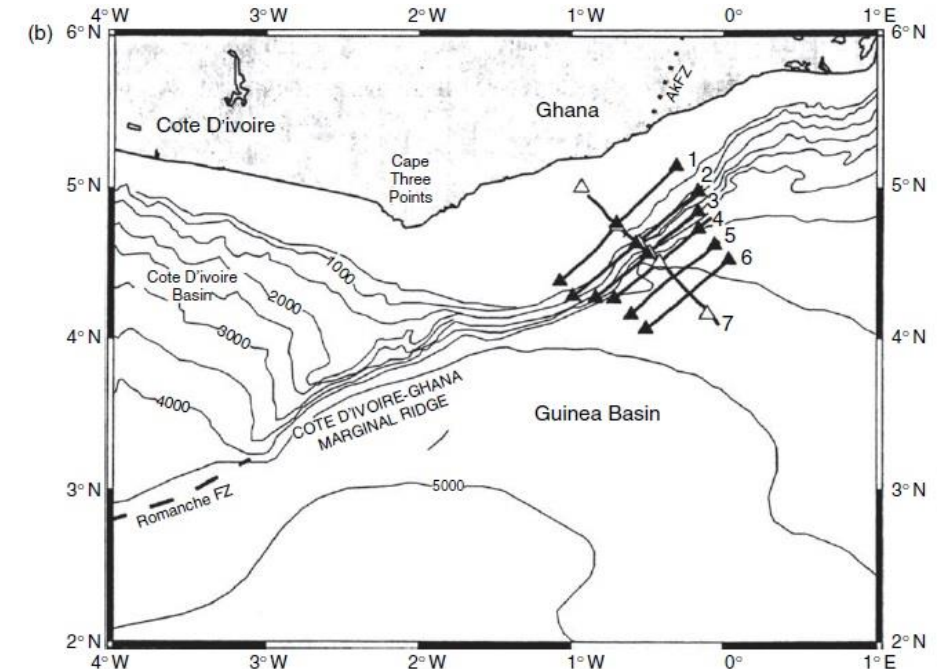 (b)
4° W 3° W 2° W 1° W 0° 1° E
6° N 6° N
AkFZ
Ghana
Cote D'ivoire
Cape
Three
Points
5° N 5° N
1
2
3
4
5
6
7
1000
Cote D'ivoire
Basin
2000
3000
4° N 4° N
4000
COTE D'IVOIRE-GHANA
MARGINAL RIDGE
Guinea Basin
3° N 3° N
Romanche FZ
5000
2° N 2° N
4° W 3° W 2° W 1° W 0° 1° E